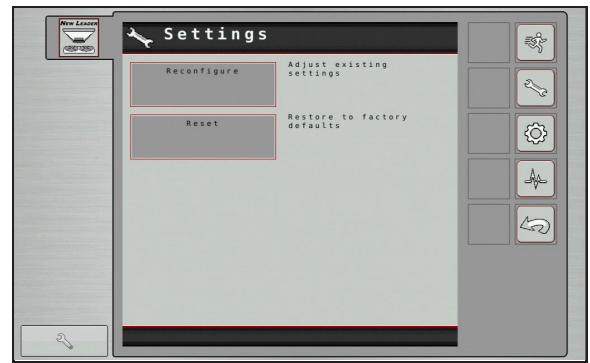 New Leader
Settings
Reconfigure
Adjust existing
settings
Reset
Restore to factory
defaults